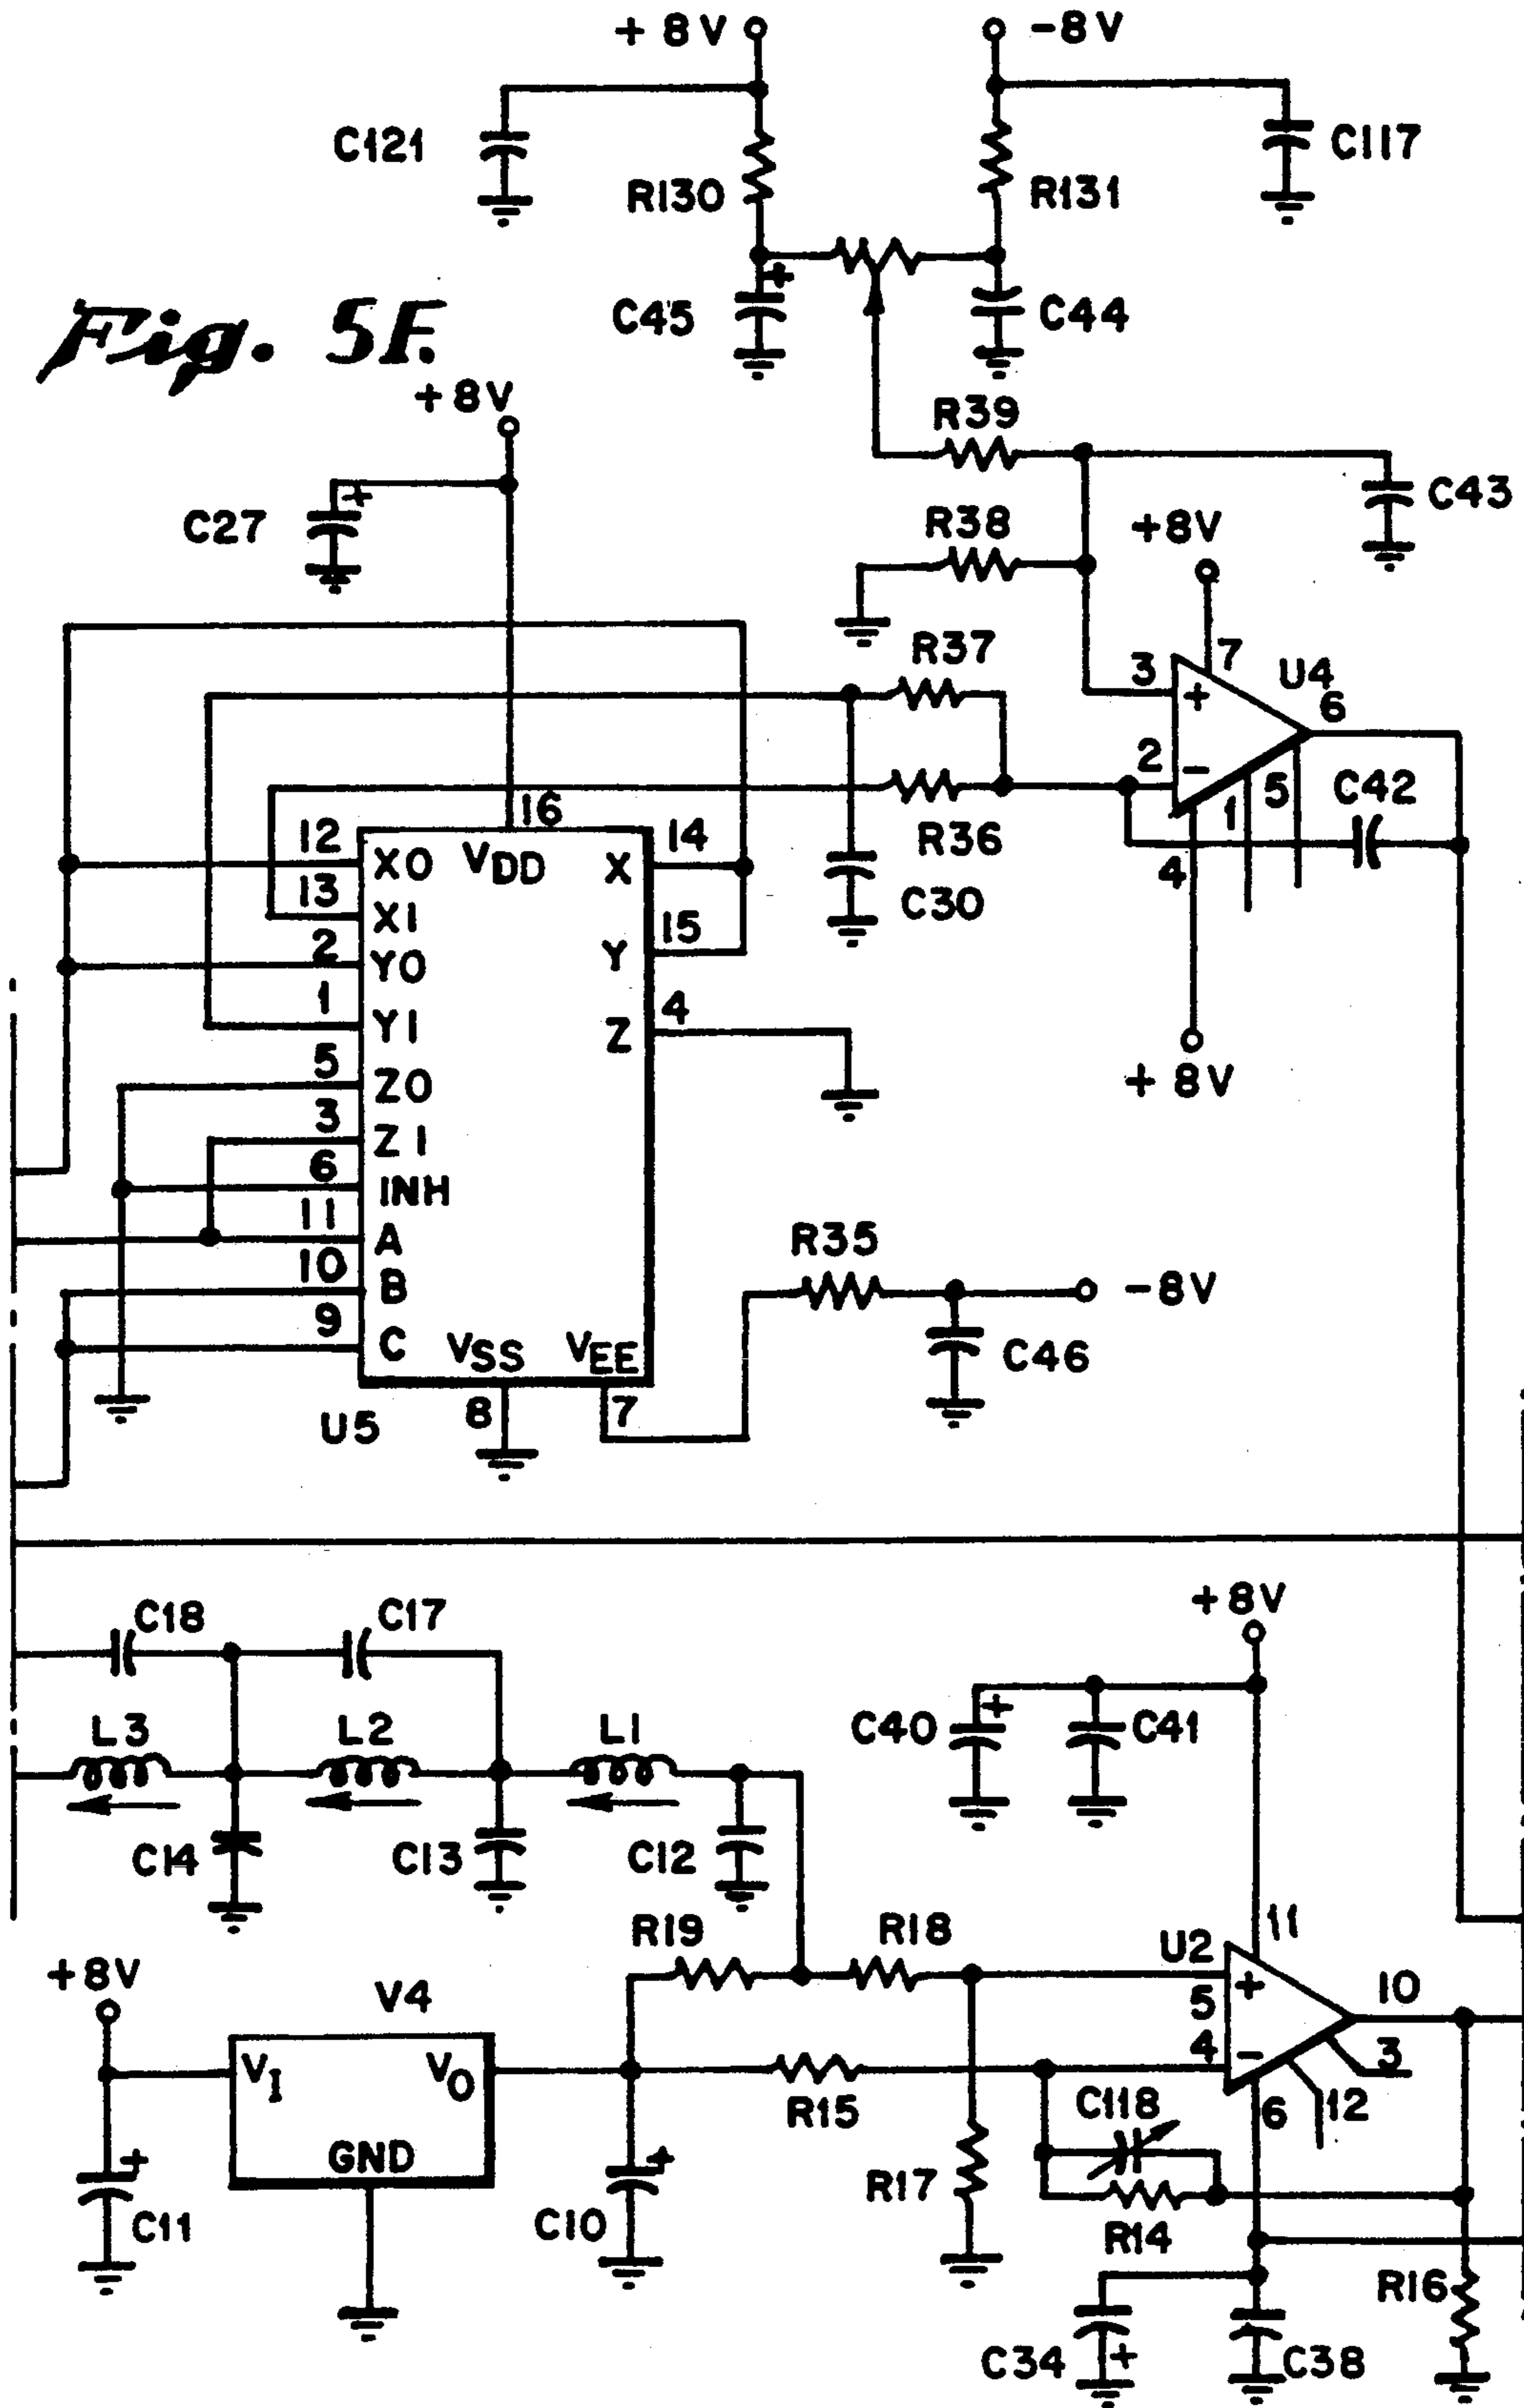 +8V
-8V
C121
R130
R131
C117
C45
C44
+
Fig. 5F.
+8V
R39
C27
+
C43
R38
+8V
R37
3
7
U4
+
6
2
-
1
5
C42
R36
4
C30
+8V
16
12
X0
VDD
X
14
13
X1
2
Y0
Y
15
1
Y1
Z
4
5
Z0
3
Z1
6
INH
11
A
10
B
9
C
VSS
VEE
8
7
U5
R35
-8V
C46
C18
C17
+8V
L3
L2
L1
C40
+
C41
C14
C13
C12
R19
R18
U2
11
+8V
V4
5
+
10
4
-
3
VI
VO
R15
C118
6
12
GND
+
C11
C10
+
R17
R14
R16
C34
+
C38